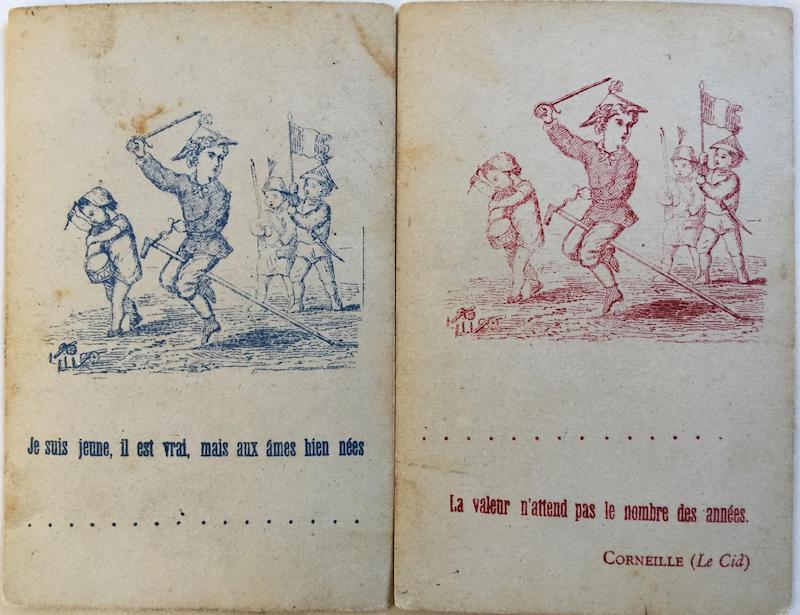 Je suis jeune, il est vrai, mais aux âmes bien nées
. . . . . . . . . . . . . . . . .
. . . . . . . . . . . . . .
La valeur n'attend pas le nombre des années.
CORNEILLE (Le Cid)